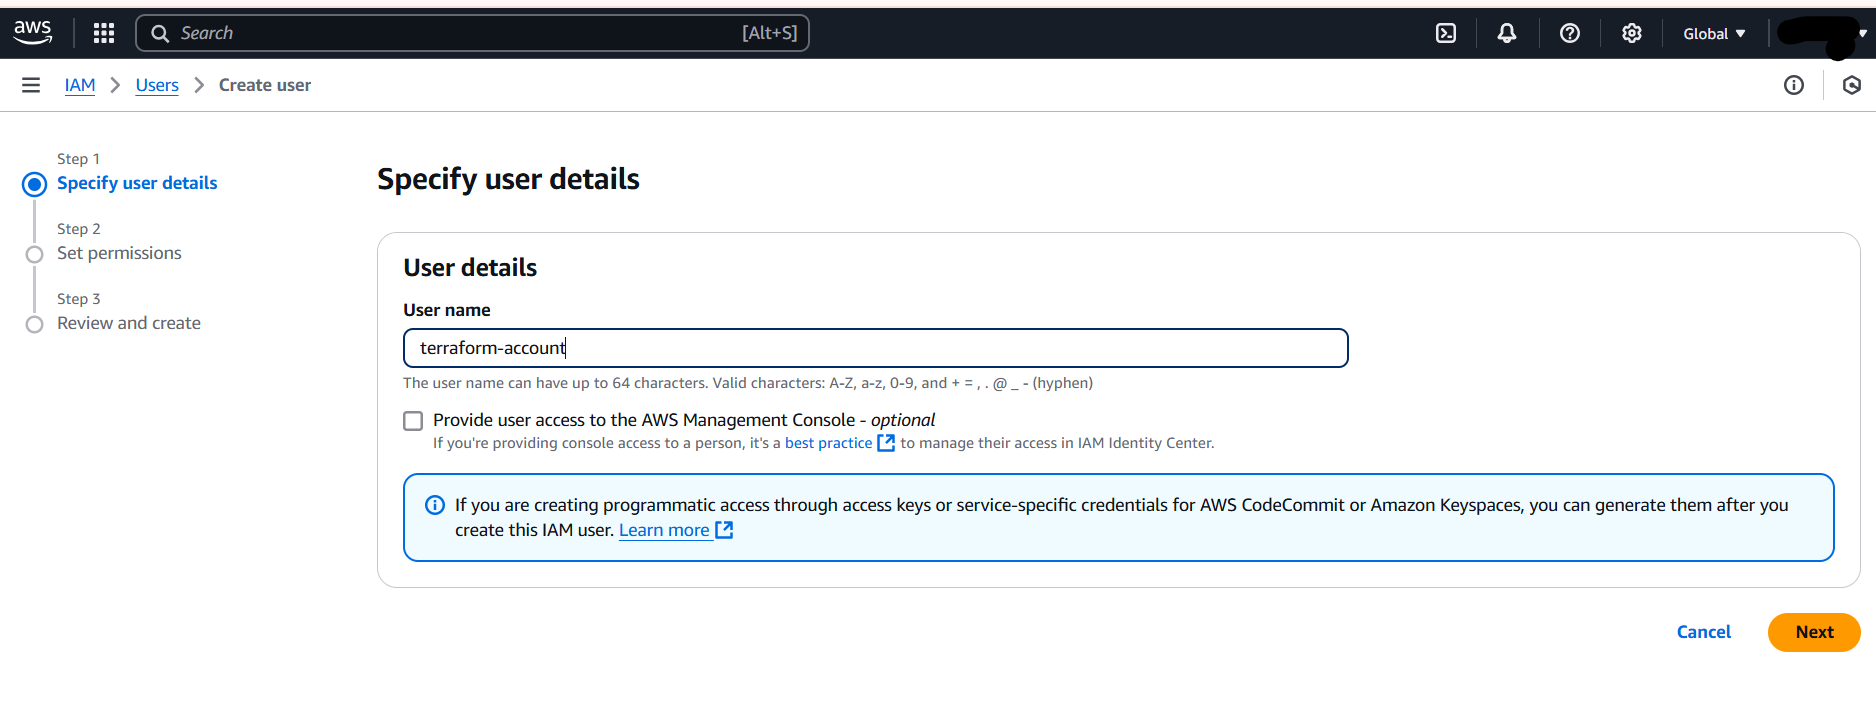 aws
Search [Alt+S]
Global
IAM > Users > Create user
Step 1
Specify user details
Step 2
Set permissions
Step 3
Review and create
Specify user details
User details
User name
terraform-account
The user name can have up to 64 characters. Valid characters: A-Z, a-z, 0-9, and + = , . @ _ - (hyphen)
Provide user access to the AWS Management Console - optional
If you're providing console access to a person, it's a best practice to manage their access in IAM Identity Center.
If you are creating programmatic access through access keys or service-specific credentials for AWS CodeCommit or Amazon Keyspaces, you can generate them after you
create this IAM user. Learn more
Cancel
Next